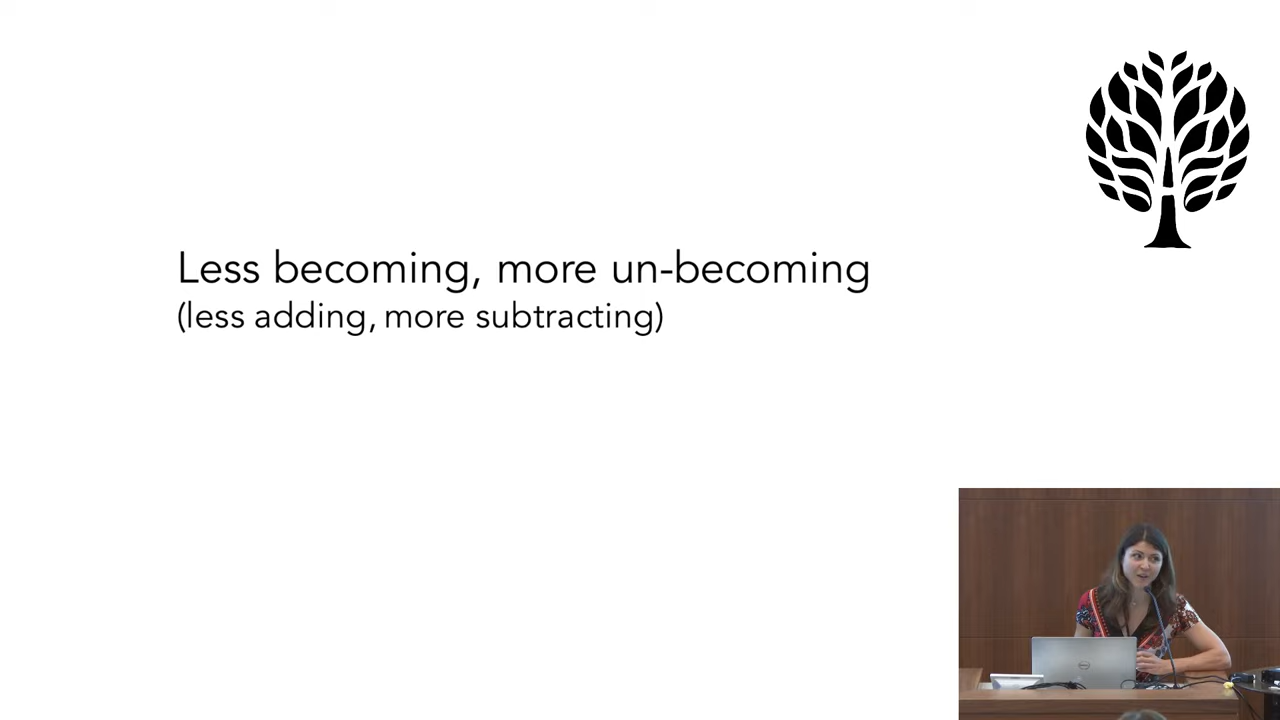 Less becoming, more un-becoming
(less adding, more subtracting)